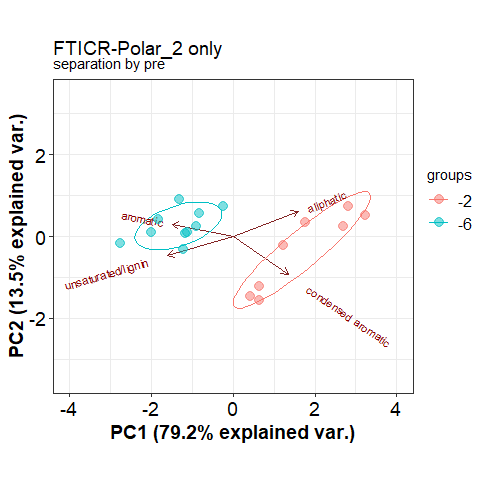 FTICR-Polar_2 only
separation by pre
PC2 (13.5% explained var.)
2
0
-2
aromatic
aliphatic
unsaturated/lignin
condensed aromatic
groups
-2
-6
-4
-2
0
2
4
PC1 (79.2% explained var.)